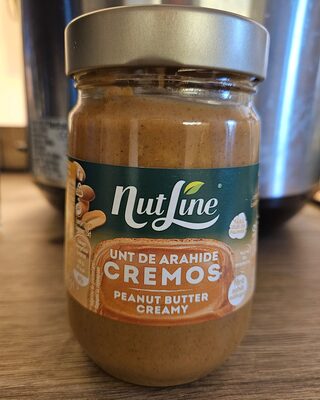 NutLine®
UNT DE ARAHIDE
CREMOS
PEANUT BUTTER
CREAMY